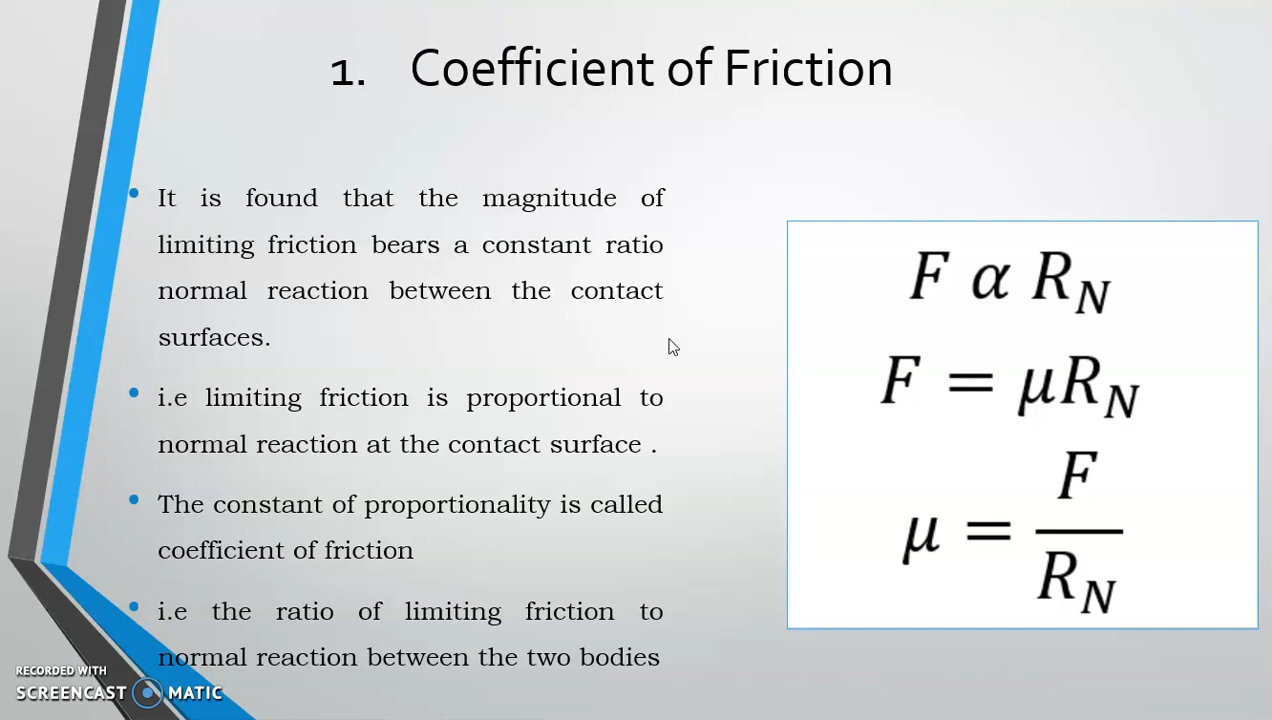 1. Coefficient of Friction
It is found that the magnitude of
limiting friction bears a constant ratio
normal reaction between the contact
surfaces.
i.e limiting friction is proportional to
normal reaction at the contact surface .
The constant of proportionality is called
coefficient of friction
i.e the ratio of limiting friction to
normal reaction between the two bodies
F α R_N
F = μR_N
μ = F / R_N
RECORDED WITH
SCREENCAST MATIC